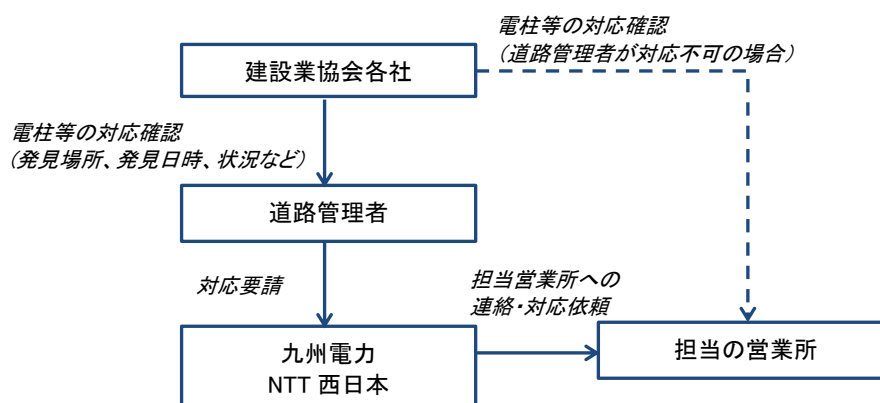 電柱等の対応確認
（道路管理者が対応不可の場合）
建設業協会各社
電柱等の対応確認
（発見場所、発見日時、状況など）
道路管理者
対応要請
担当営業所への
連絡・対応依頼
九州電力
NTT 西日本
担当の営業所